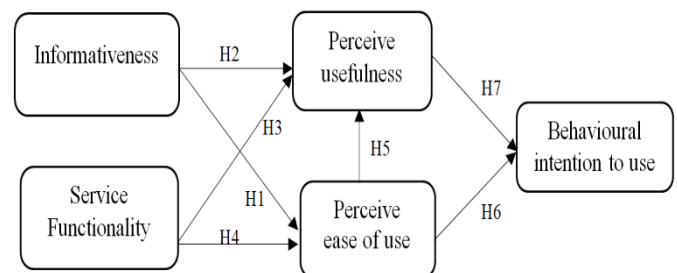 Informativeness
H2
Perceive
usefulness
H7
H3
Behavioural
intention to use
H5
Service
Functionality
H1
H4
Perceive
ease of use
H6